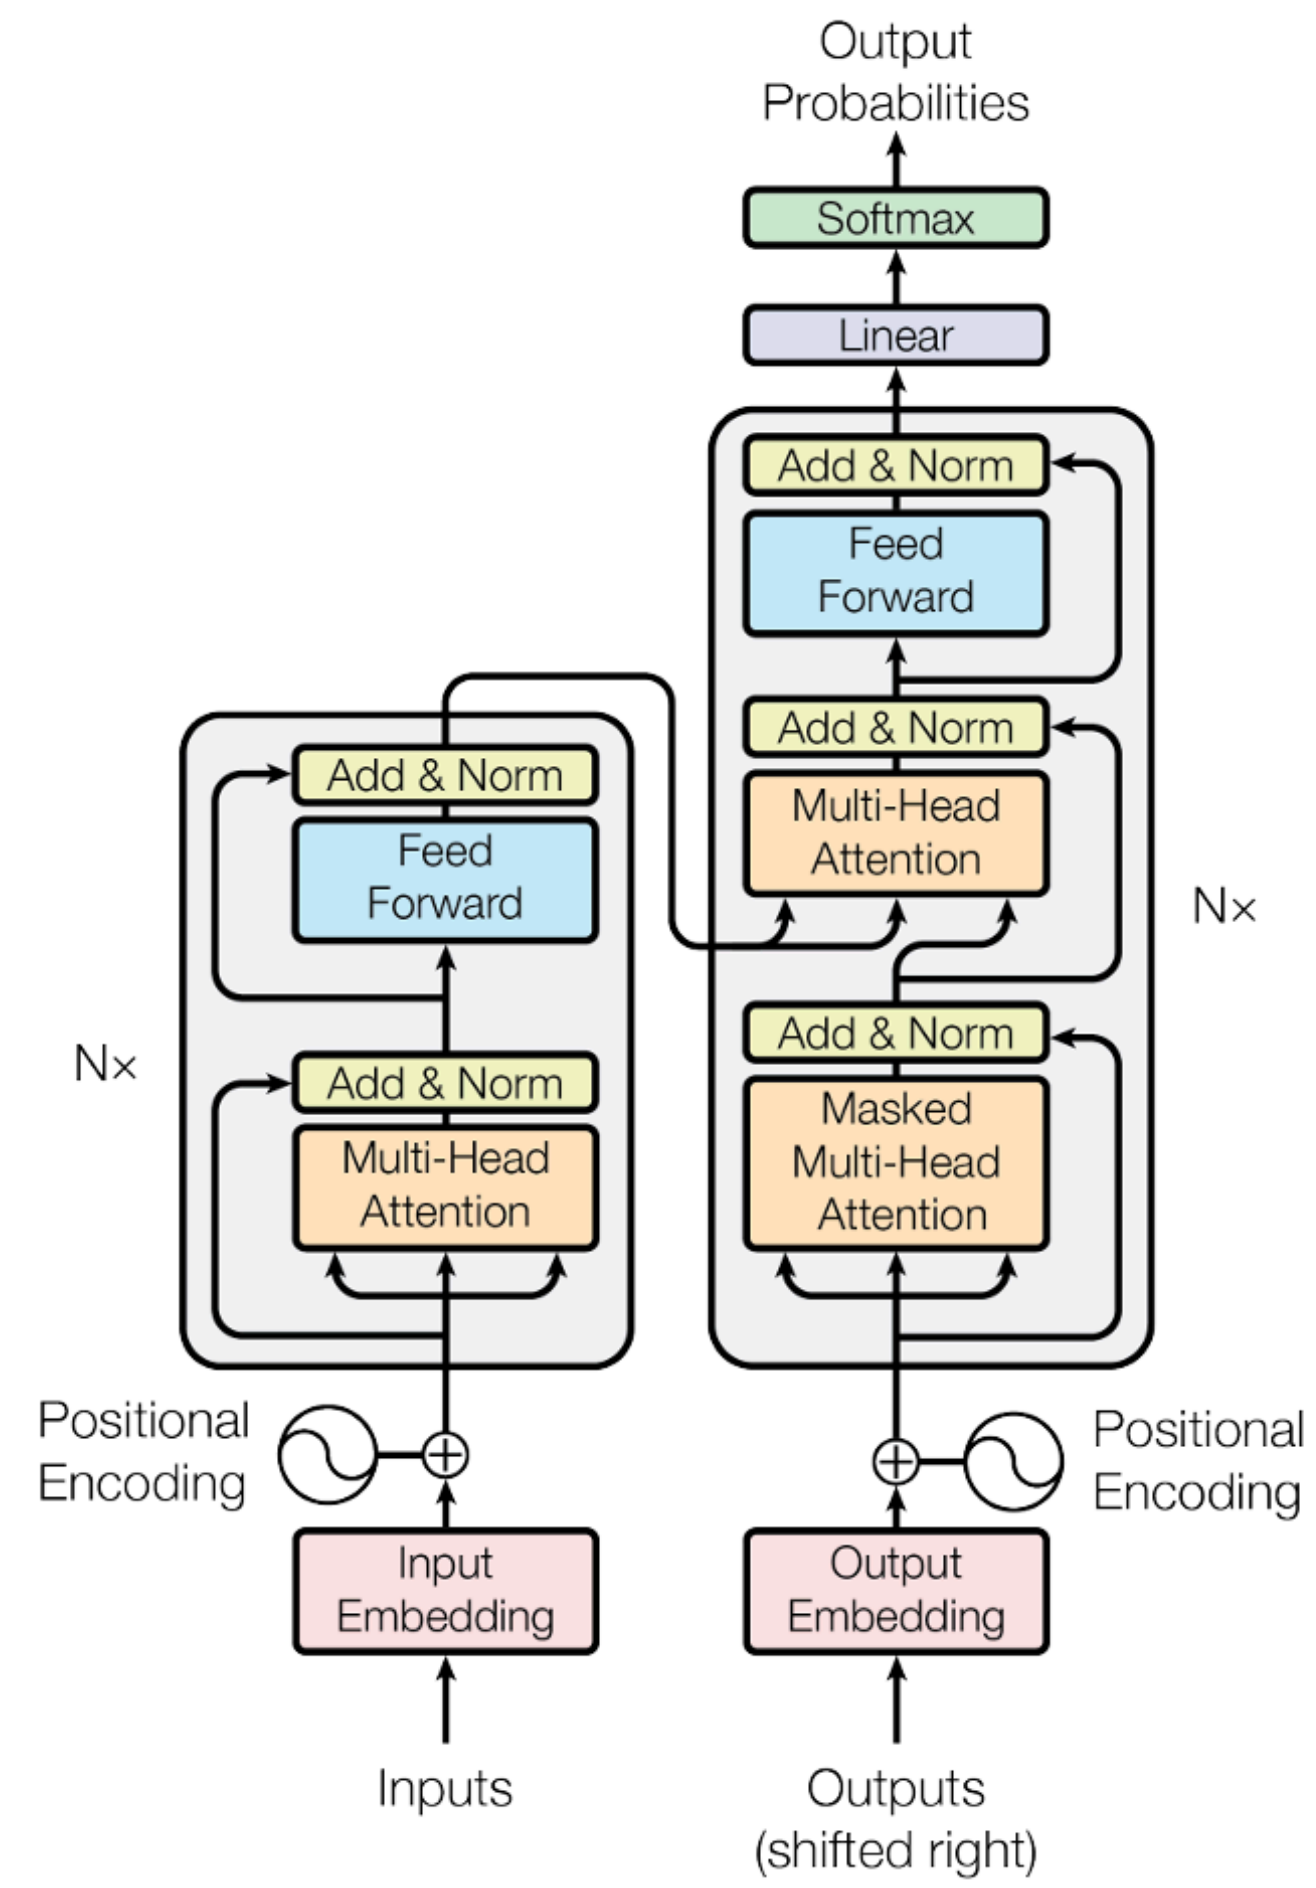 Output
Probabilities
Softmax
Linear
Add & Norm
Feed
Forward
Add & Norm
Multi-Head
Attention
Add & Norm
Masked
Multi-Head
Attention
N×
Add & Norm
Feed
Forward
Add & Norm
Multi-Head
Attention
N×
Positional
Encoding
Positional
Encoding
Input
Embedding
Output
Embedding
Inputs
Outputs
(shifted right)